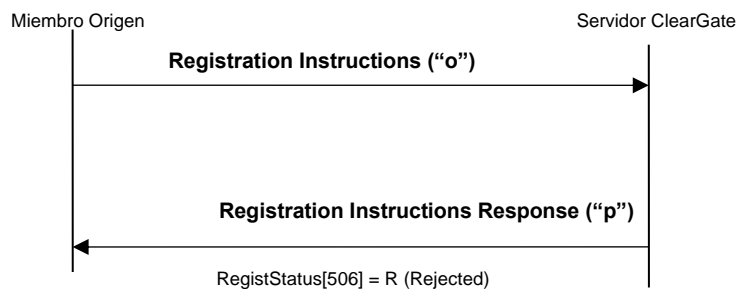 Miembro Origen
Servidor ClearGate
Registration Instructions (“o”)
Registration Instructions Response (“p”)
RegistStatus[506] = R (Rejected)